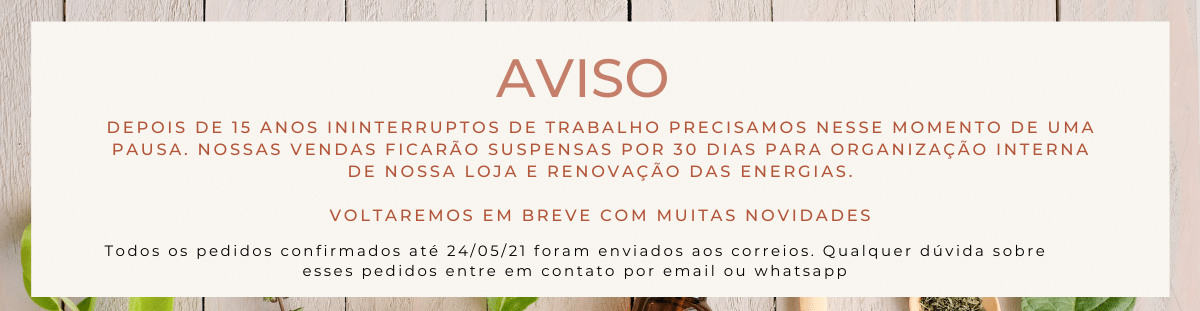 AVISO
DEPOIS DE 15 ANOS ININTERRUPTOS DE TRABALHO PRECISAMOS NESSE MOMENTO DE UMA
PAUSA. NOSSAS VENDAS FICARÃO SUSPENSAS POR 30 DIAS PARA ORGANIZAÇÃO INTERNA
DE NOSSA LOJA E RENOVAÇÃO DAS ENERGIAS.
VOLTAREMOS EM BREVE COM MUITAS NOVIDADES
Todos os pedidos confirmados até 24/05/21 foram enviados aos correios. Qualquer dúvida sobre
esses pedidos entre em contato por email ou whatsapp